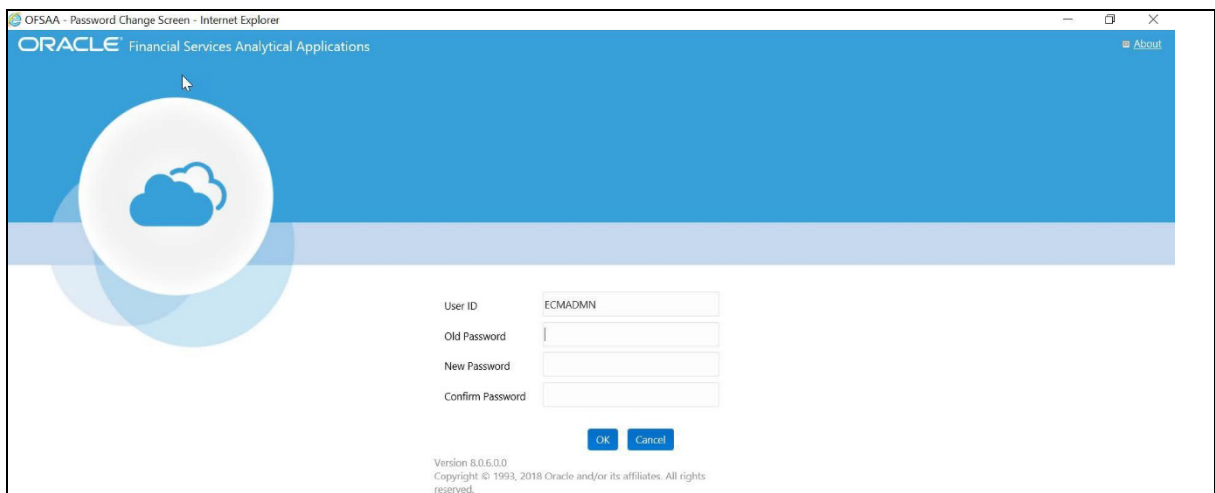 OFSAA - Password Change Screen - Internet Explorer
ORACLE® Financial Services Analytical Applications
About
User ID ECMADMN
Old Password
New Password
Confirm Password
OK Cancel
Version 8.0.6.0.0
Copyright © 1993, 2018 Oracle and/or its affiliates. All rights
reserved.